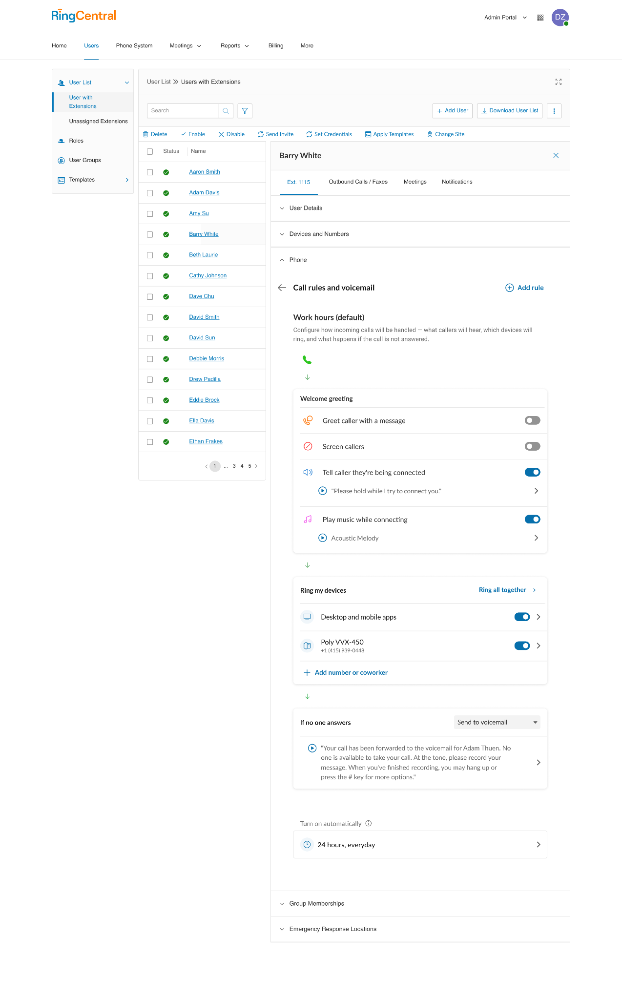 RingCentral
Admin Portal
DZ
Home
Users
Phone System
Meetings
Reports
Billing
More
User List
User with
Extensions
Unassigned Extensions
Roles
User Groups
Templates
User List
Users with Extensions
Search
Add User
Download User List
Delete
Enable
Disable
Send Invite
Set Credentials
Apply Templates
Change Site
Status
Name
Aaron Smith
Adam Davis
Amy Su
Barry White
Beth Laurie
Cathy Johnson
Dave Chu
David Smith
David Sun
Debbie Morris
Drew Padilla
Eddie Brock
Ella Davis
Ethan Frakes
1 ... 3 4 5
Barry White
Ext. 1115
Outbound Calls / Faxes
Meetings
Notifications
User Details
Devices and Numbers
Phone
Call rules and voicemail
Add rule
Work hours (default)
Configure how incoming calls will be handled — what callers will hear, which devices will
ring, and what happens if the call is not answered.
Welcome greeting
Greet caller with a message
Screen callers
Tell caller they're being connected
"Please hold while I try to connect you."
Play music while connecting
Acoustic Melody
Ring my devices
Ring all together
Desktop and mobile apps
Poly VVX-450
+1 (415) 939-0448
Add number or coworker
If no one answers
Send to voicemail
"Your call has been forwarded to the voicemail for Adam Thuen. No
one is available to take your call. At the tone, please record your
message. When you've finished recording, you may hang up or
press the # key for more options."
Turn on automatically
24 hours, everyday
Group Memberships
Emergency Response Locations